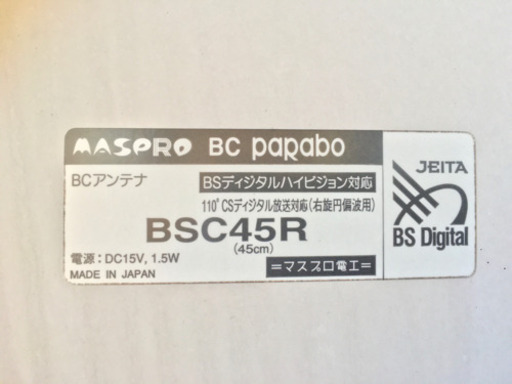 MASPRO BC parabo
BCアンテナ
BSディジタルハイビジョン対応
110°CSディジタル放送対応(右旋円偏波用)
BSC45R
(45cm)
電源:DC15V, 1.5W
MADE IN JAPAN
=マスプロ電工=
JEITA
BS Digital